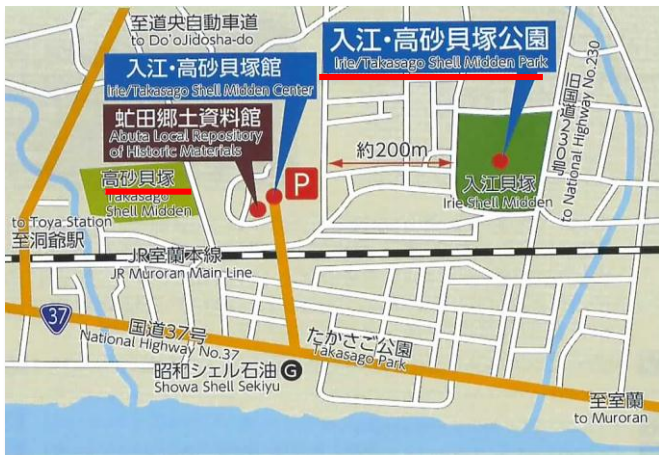 至道央自動車道
to Do'oJidosha-do
入江・高砂貝塚館
Irie/Takasago Shell Midden Center
入江・高砂貝塚公園
Irie/Takasago Shell Midden Park
虻田郷土資料館
Abuta Local Repository
of Historic Materials
P
約200m
旧国道230号
to National Highway No.230
高砂貝塚
Takasago
Shell Midden
入江貝塚
Irie Shell Midden
to Toya Station
至洞爺駅
JR室蘭本線
JR Muroran Main Line
37
国道37号
National Highway No.37
たかさご公園
Takasago Park
昭和シェル石油
Showa Shell Sekiyu
G
至室蘭
to Muroran